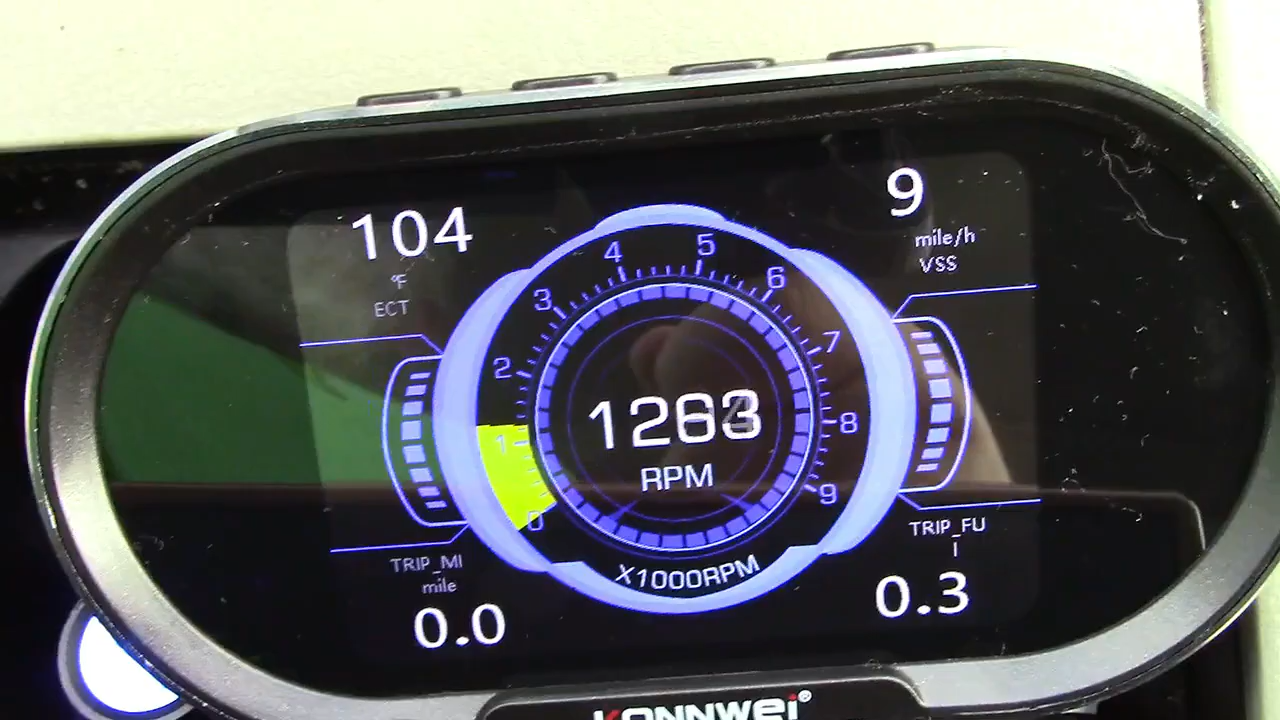 104
°F
ECT
9
mile/h
VSS
0
1
2
3
4
5
6
7
8
9
RPM
X1000RPM
TRIP_MI
mile
0.0
TRIP_FU
l
0.3
KONNWEI®